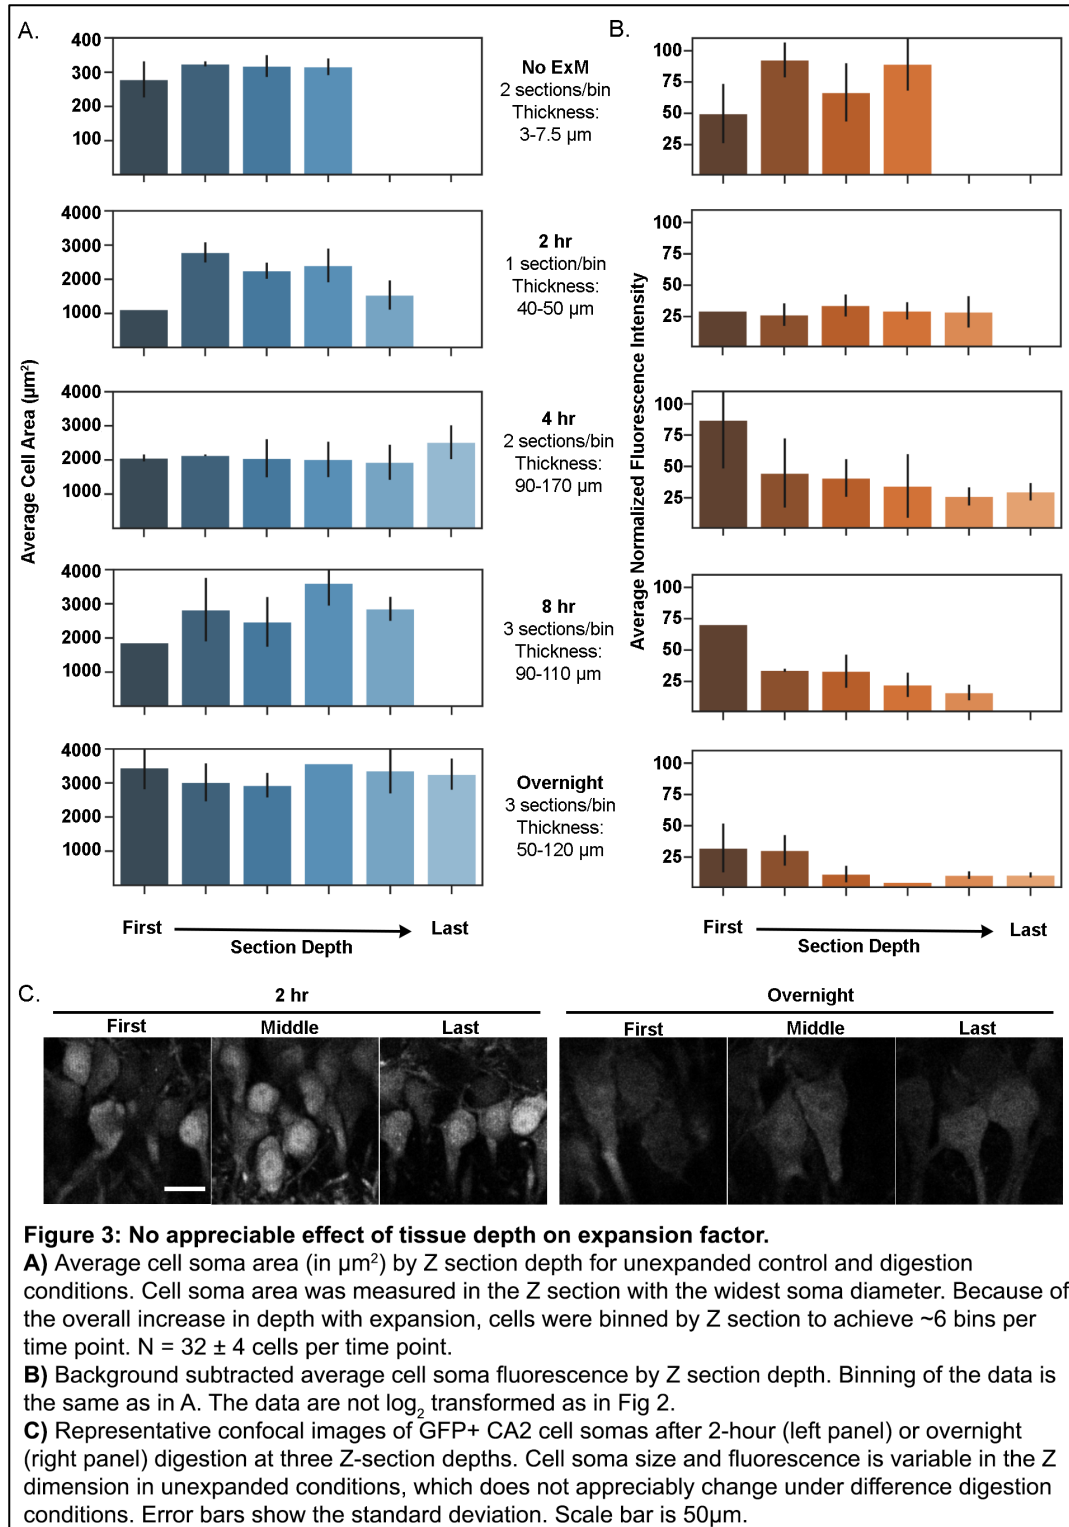 A.
B.
400
300
200
100
No ExM
2 sections/bin
Thickness:
3-7.5 µm
100
75
50
25
4000
3000
2000
1000
2 hr
1 section/bin
Thickness:
40-50 µm
100
75
50
25
4000
3000
2000
1000
4 hr
2 sections/bin
Thickness:
90-170 µm
100
75
50
25
4000
3000
2000
1000
8 hr
3 sections/bin
Thickness:
90-110 µm
100
75
50
25
4000
3000
2000
1000
Overnight
3 sections/bin
Thickness:
50-120 µm
100
75
50
25
Average Cell Area (µm²)
Average Normalized Fluorescence Intensity
First
Last
Section Depth
First
Last
Section Depth
C.
2 hr
Overnight
First
Middle
Last
First
Middle
Last
Figure 3: No appreciable effect of tissue depth on expansion factor.
A) Average cell soma area (in µm²) by Z section depth for unexpanded control and digestion
conditions. Cell soma area was measured in the Z section with the widest soma diameter. Because of
the overall increase in depth with expansion, cells were binned by Z section to achieve ~6 bins per
time point. N = 32 ± 4 cells per time point.
B) Background subtracted average cell soma fluorescence by Z section depth. Binning of the data is
the same as in A. The data are not log₂ transformed as in Fig 2.
C) Representative confocal images of GFP+ CA2 cell somas after 2-hour (left panel) or overnight
(right panel) digestion at three Z-section depths. Cell soma size and fluorescence is variable in the Z
dimension in unexpanded conditions, which does not appreciably change under difference digestion
conditions. Error bars show the standard deviation. Scale bar is 50µm.